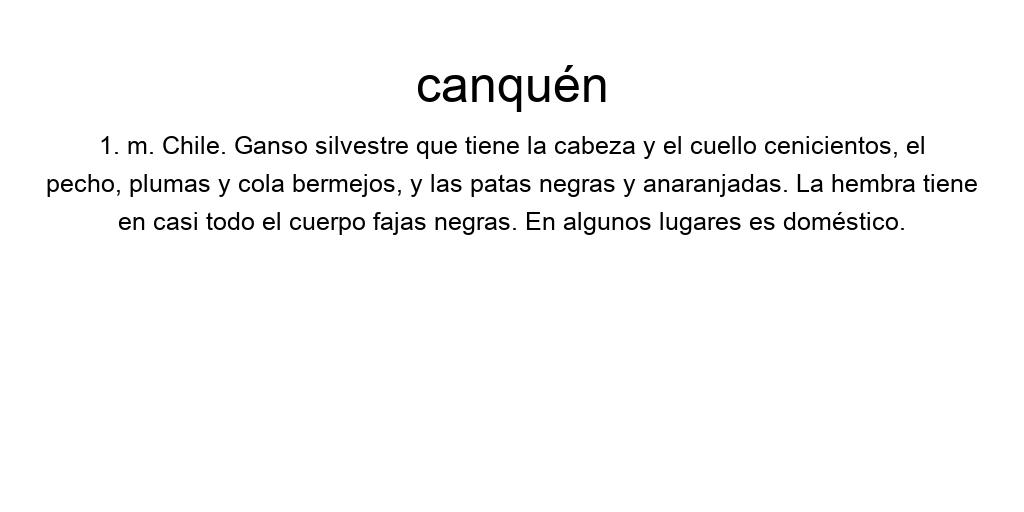 canquén
1. m. Chile. Ganso silvestre que tiene la cabeza y el cuello cenicientos, el
pecho, plumas y cola bermejos, y las patas negras y anaranjadas. La hembra tiene
en casi todo el cuerpo fajas negras. En algunos lugares es doméstico.